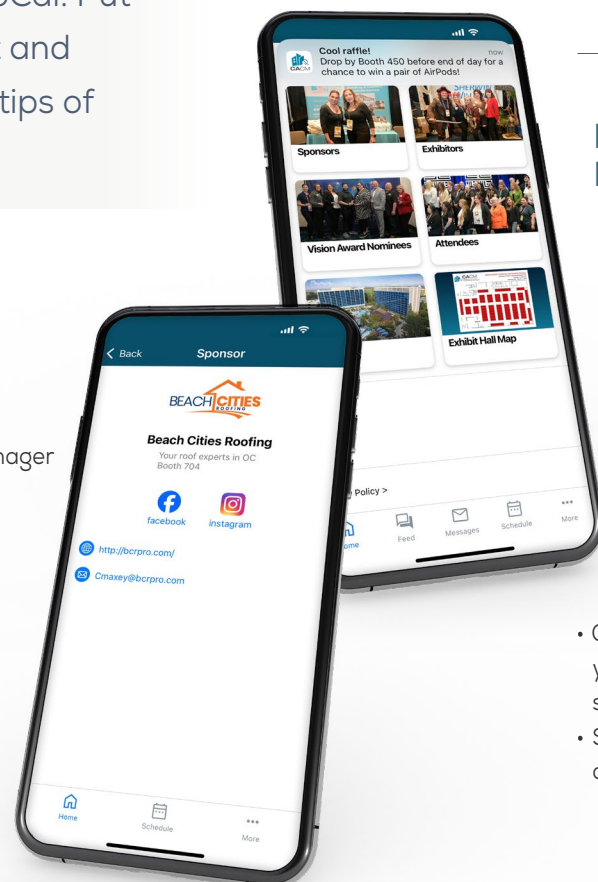 and
tips of
Cool raffle!
now
Drop by Booth 450 before end of day for a
chance to win a pair of AirPods!
CAOM
Sponsors
Exhibitors
Vision Award Nominees
Attendees
Exhibit Hall Map
Policy >
Feed
Messages
Schedule
More
Back
Sponsor
BEACH CITIES
ROOFING
Beach Cities Roofing
Your roof experts in OC
Booth 704
facebook
instagram
http://bcrpro.com/
Cmaxey@bcrpro.com
Home
Schedule
More